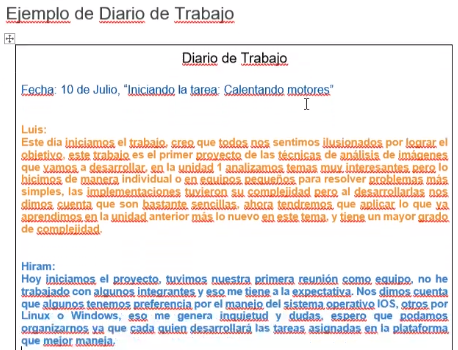 Ejemplo de Diario de Trabajo
Diario de Trabajo
Fecha: 10 de Julio, "Iniciando la tarea: Calentando motores"
Luis:
Este día iniciamos el trabajo, creo que todos nos sentimos ilusionados por lograr el
objetivo, este trabajo es el primer proyecto de las técnicas de análisis de imágenes
que vamos a desarrollar, en la unidad 1 analizamos temas muy interesantes pero lo
hicimos de manera individual o en equipos pequeños para resolver problemas más
simples, las implementaciones tuvieron su complejidad pero al desarrollarlas nos
dimos cuenta que son bastante sencillas, ahora tendremos que aplicar lo que ya
aprendimos en la unidad anterior más lo nuevo en este tema, y tiene un mayor grado
de complejidad.
Hiram:
Hoy iniciamos el proyecto, tuvimos nuestra primera reunión como equipo, no he
trabajado con algunos integrantes y eso me tiene a la expectativa. Nos dimos cuenta
que algunos tenemos preferencia por el manejo del sistema operativo IOS, otros por
Linux o Windows, eso me genera inquietud y dudas, espero que podamos
organizarnos ya que cada quien desarrollará las tareas asignadas en la plataforma
que mejor maneja.